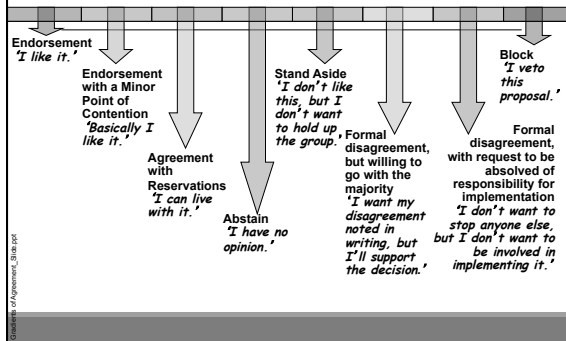 Endorsement
‘I like it.’
Endorsement
with a Minor
Point of
Contention
‘Basically I
like it.’
Agreement
with
Reservations
‘I can live
with it.’
Abstain
‘I have no
opinion.’
Stand Aside
‘I don’t like
this, but I
don’t want
to hold up
the group.’
Formal
disagreement,
but willing to
go with the
majority
‘I want my
disagreement
noted in
writing, but
I’ll support
the decision.’
Formal
disagreement,
with request to be
absolved of
responsibility for
implementation
‘I don’t want to
stop anyone else,
but I don’t want to
be involved in
implementing it.’
Block
‘I veto
this
proposal.’
Gradients of Agreement_Slide.ppt